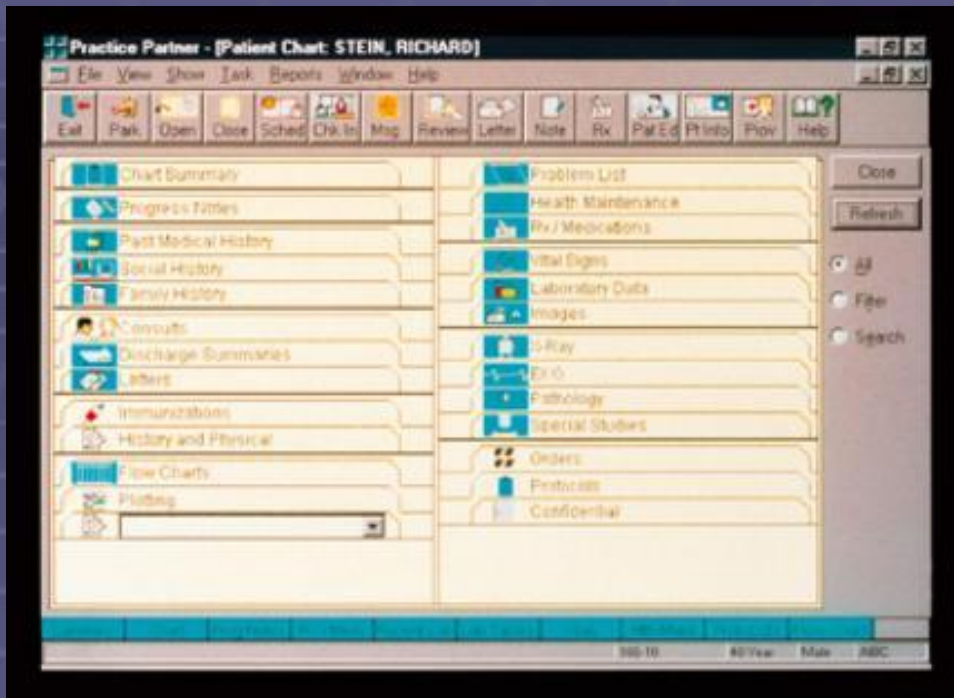 Practice Partner - [Patient Chart: STEIN, RICHARD]
File View Show Task Reports Window Help
Exit Park Open Close Sched Chk In Msg Review Letter Note Rx Pat Ed Pt Info Prov Help
Chart Summary
Progress Notes
Past Medical History
Social History
Family History
Consults
Discharge Summaries
Letters
Immunizations
History and Physical
Flow Charts
Plotting
Problem List
Health Maintenance
Rx / Medications
Vital Signs
Laboratory Data
Images
X-Ray
EKG
Pathology
Special Studies
Orders
Protocols
Confidential
Close
Refresh
All
Filter
Search
Male ABC